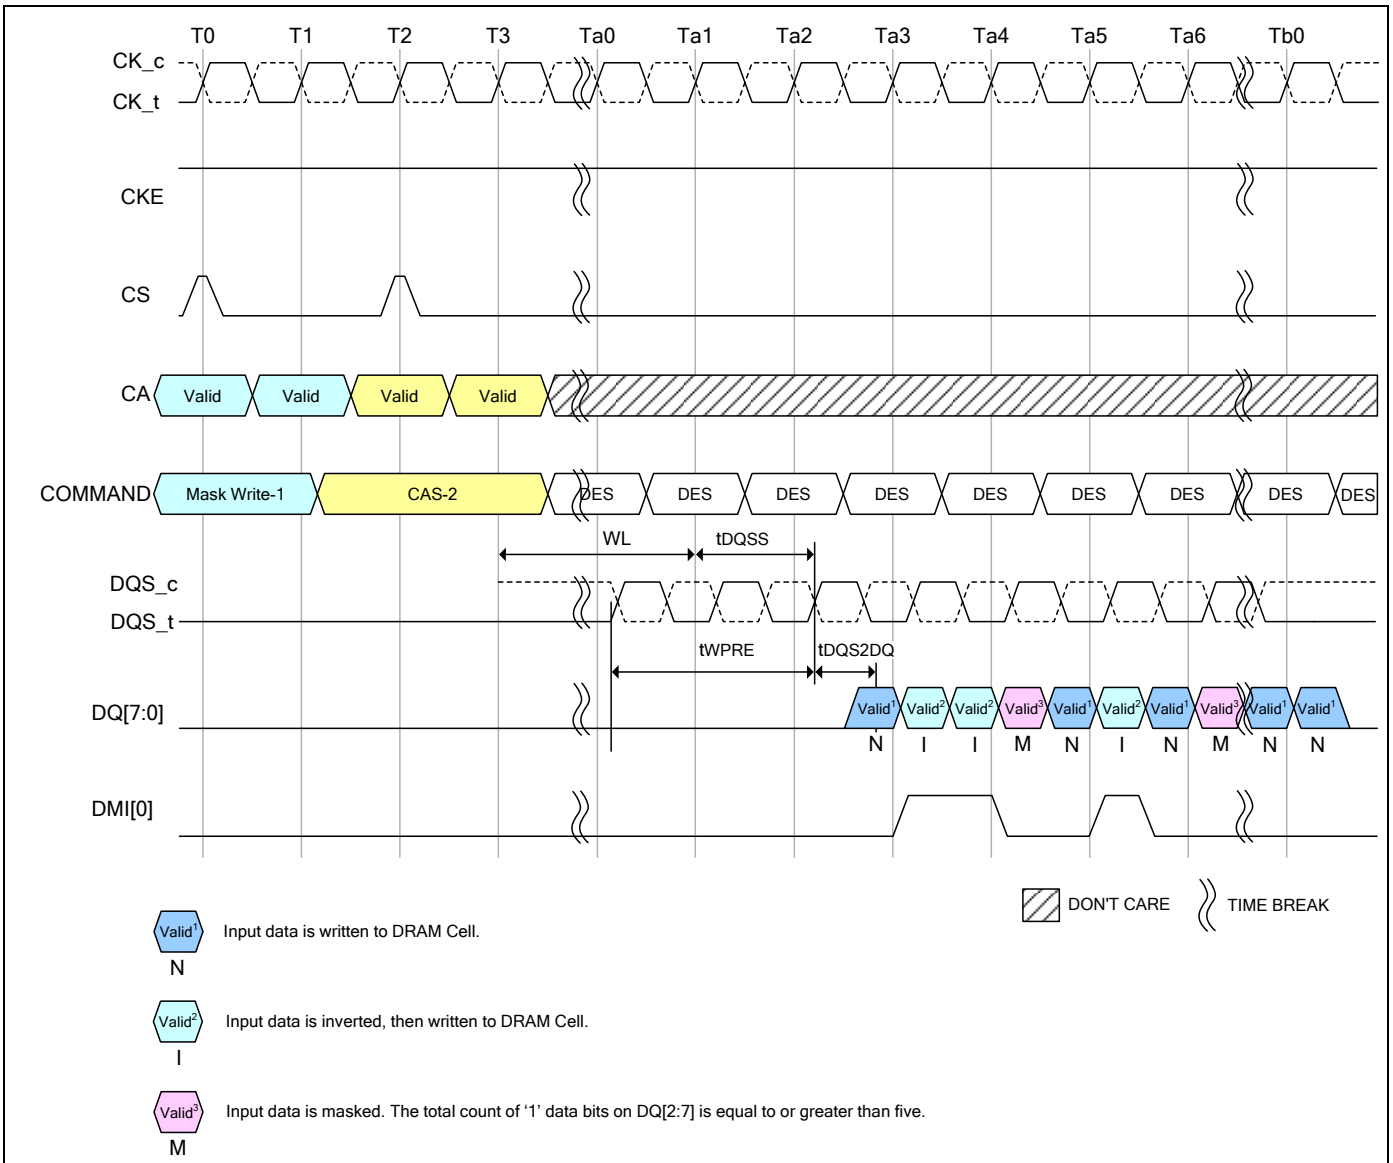 T0 T1 T2 T3 Ta0 Ta1 Ta2 Ta3 Ta4 Ta5 Ta6 Tb0
CK_c
CK_t
CKE
CS
CA Valid Valid Valid Valid
COMMAND Mask Write-1 CAS-2 DES DES DES DES DES DES DES DES DES
WL tDQSS
DQS_c
DQS_t
tWPRE tDQS2DQ
DQ[7:0] Valid¹ Valid² Valid² Valid³ Valid¹ Valid² Valid¹ Valid³ Valid¹ Valid¹
N I I M N I N M N N
DMI[0]
DON'T CARE TIME BREAK
Valid¹ Input data is written to DRAM Cell.
N
Valid² Input data is inverted, then written to DRAM Cell.
I
Valid³ Input data is masked. The total count of ‘1’ data bits on DQ[2:7] is equal to or greater than five.
M